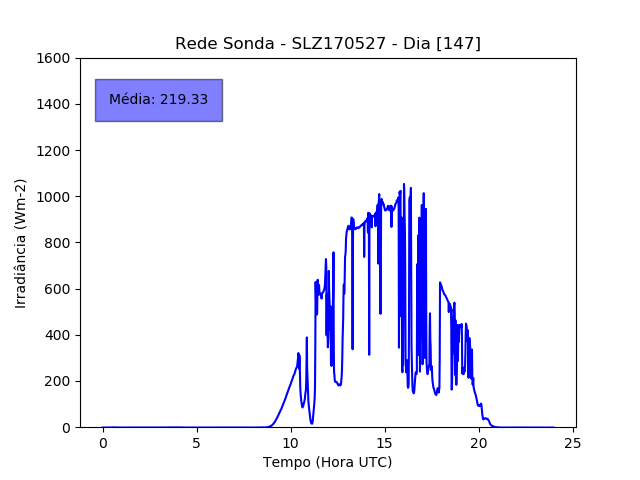 Rede Sonda - SLZ170527 - Dia [147]
Média: 219.33
Irradiância (Wm-2)
1600
1400
1200
1000
800
600
400
200
0
0 5 10 15 20 25
Tempo (Hora UTC)